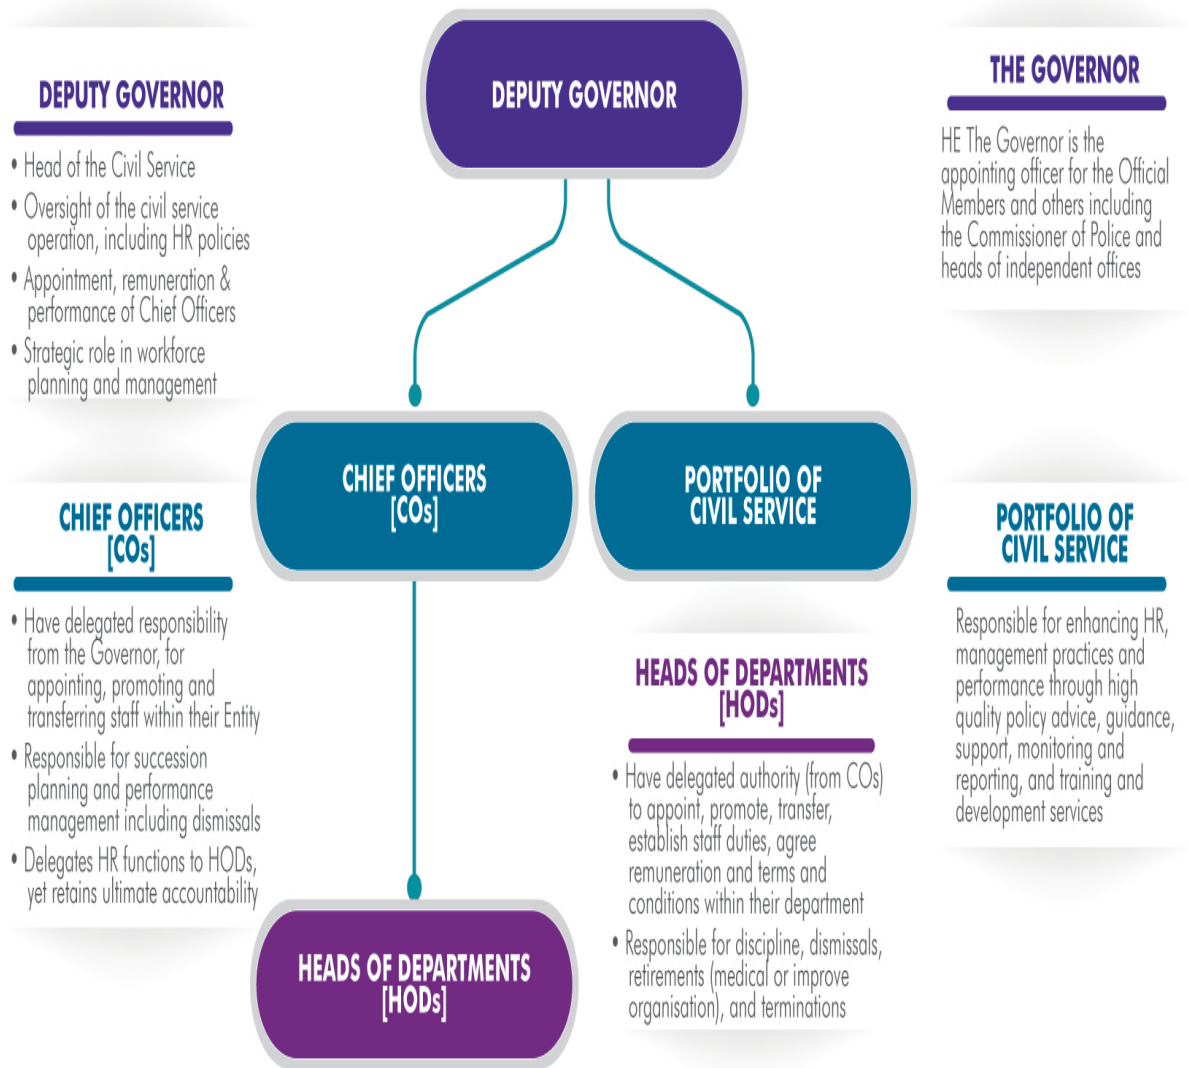 DEPUTY GOVERNOR
DEPUTY GOVERNOR
• Head of the Civil Service
• Oversight of the civil service
operation, including HR policies
• Appointment, remuneration &
performance of Chief Officers
• Strategic role in workforce
planning and management
THE GOVERNOR
HE The Governor is the
appointing officer for the Official
Members and others including
the Commissioner of Police and
heads of independent offices
CHIEF OFFICERS
[COs]
PORTFOLIO OF
CIVIL SERVICE
CHIEF OFFICERS
[COs]
• Have delegated responsibility
from the Governor, for
appointing, promoting and
transferring staff within their Entity
• Responsible for succession
planning and performance
management including dismissals
• Delegates HR functions to HODs,
yet retains ultimate accountability
PORTFOLIO OF
CIVIL SERVICE
Responsible for enhancing HR,
management practices and
performance through high
quality policy advice, guidance,
support, monitoring and
reporting, and training and
development services
HEADS OF DEPARTMENTS
[HODs]
• Have delegated authority (from COs)
to appoint, promote, transfer,
establish staff duties, agree
remuneration and terms and
conditions within their department
• Responsible for discipline, dismissals,
retirements (medical or improve
organisation), and terminations
HEADS OF DEPARTMENTS
[HODs]